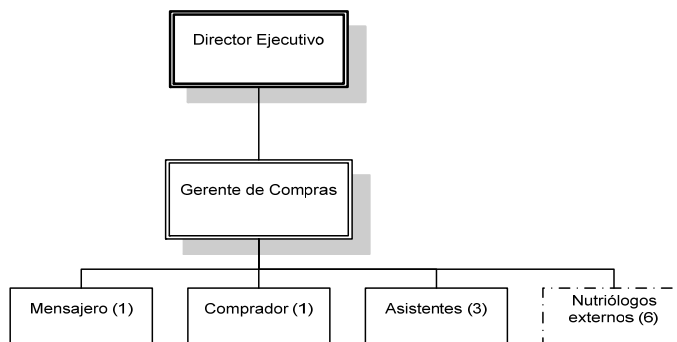 Director Ejecutivo
Gerente de Compras
Mensajero (1)
Comprador (1)
Asistentes (3)
Nutriólogos
externos (6)